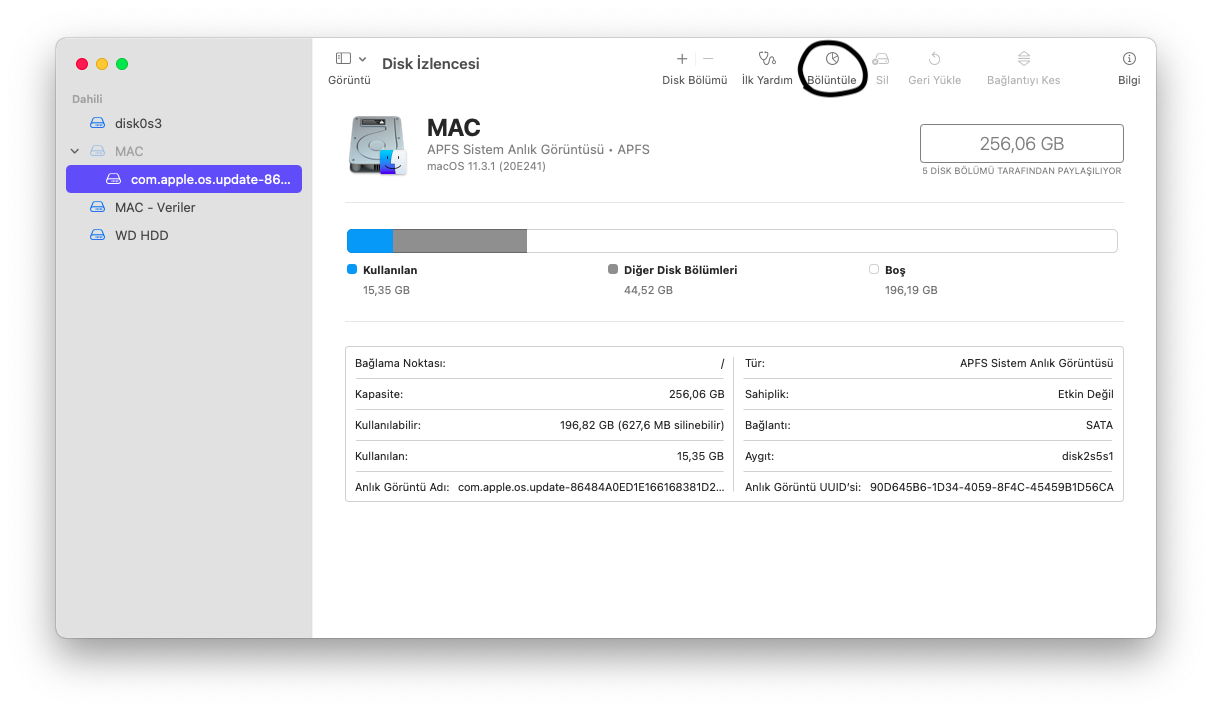 Görüntü
Disk İzlencesi
Disk Bölümü
İlk Yardım
Bölüntüle
Sil
Geri Yükle
Bağlantıyı Kes
Bilgi
Dahili
disk0s3
MAC
com.apple.os.update-86...
MAC - Veriler
WD HDD
MAC
APFS Sistem Anlık Görüntüsü • APFS
macOS 11.3.1 (20E241)
256,06 GB
5 DİSK BÖLÜMÜ TARAFINDAN PAYLAŞILIYOR
Kullanılan
15,35 GB
Diğer Disk Bölümleri
44,52 GB
Boş
196,19 GB
Bağlama Noktası: /
Kapasite: 256,06 GB
Kullanılabilir: 196,82 GB (627,6 MB silinebilir)
Kullanılan: 15,35 GB
Anlık Görüntü Adı: com.apple.os.update-86484A0ED1E166168381D2...
Tür: APFS Sistem Anlık Görüntüsü
Sahiplik: Etkin Değil
Bağlantı: SATA
Aygıt: disk2s5s1
Anlık Görüntü UUID'si: 90D645B6-1D34-4059-8F4C-45459B1D56CA